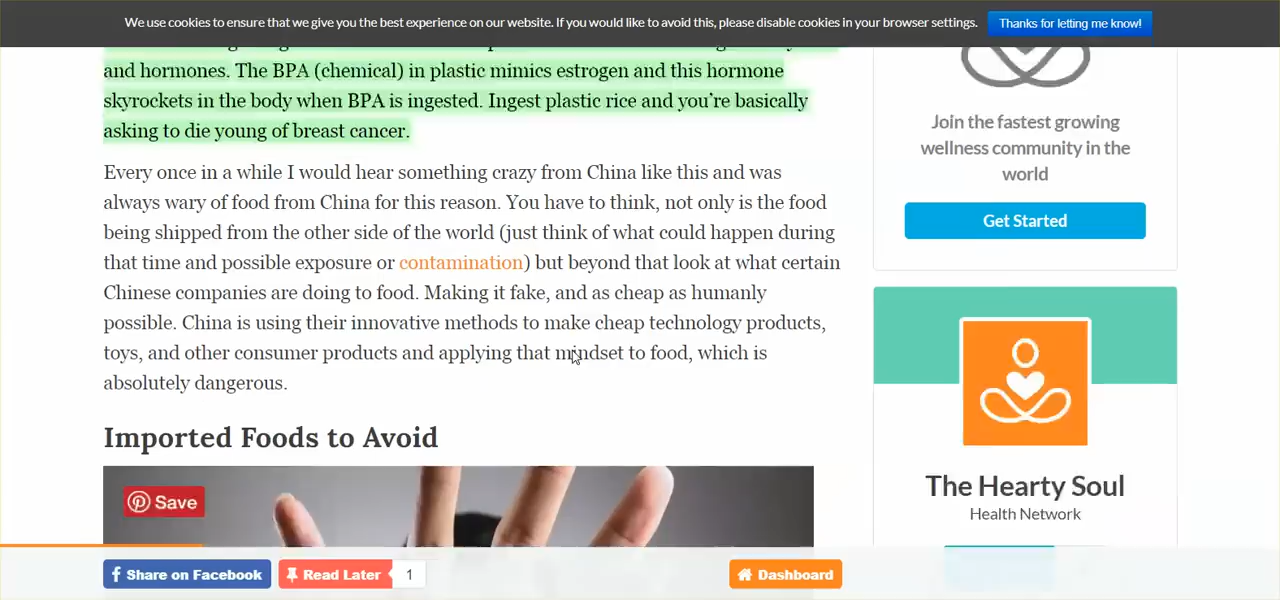 We use cookies to ensure that we give you the best experience on our website. If you would like to avoid this, please disable cookies in your browser settings.
Thanks for letting me know!
and hormones. The BPA (chemical) in plastic mimics estrogen and this hormone
skyrockets in the body when BPA is ingested. Ingest plastic rice and you're basically
asking to die young of breast cancer.
Every once in a while I would hear something crazy from China like this and was
always wary of food from China for this reason. You have to think, not only is the food
being shipped from the other side of the world (just think of what could happen during
that time and possible exposure or contamination) but beyond that look at what certain
Chinese companies are doing to food. Making it fake, and as cheap as humanly
possible. China is using their innovative methods to make cheap technology products,
toys, and other consumer products and applying that mindset to food, which is
absolutely dangerous.
Imported Foods to Avoid
Save
Share on Facebook
Read Later
1
Dashboard
Join the fastest growing
wellness community in the
world
Get Started
The Hearty Soul
Health Network